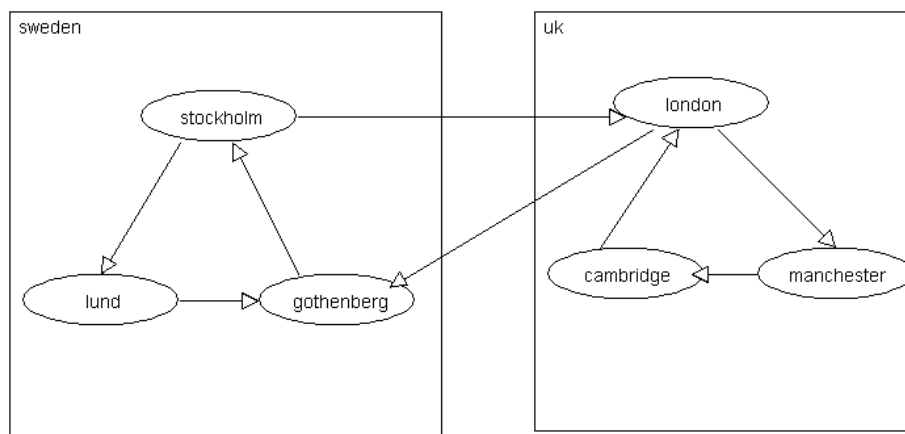 sweden
uk
stockholm
london
lund
gothenberg
cambridge
manchester